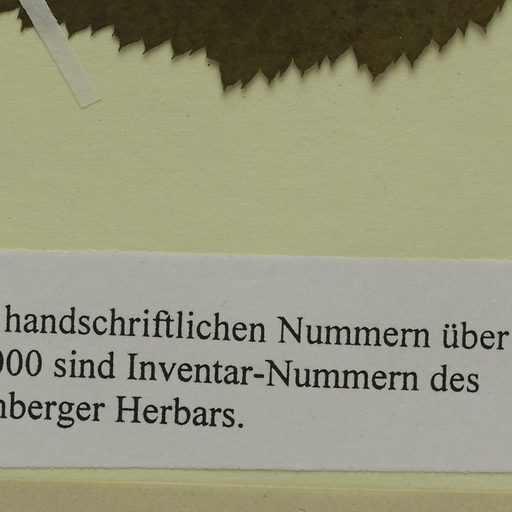 handschriftlichen Nummern über
000 sind Inventar-Nummern des
nberger Herbars.